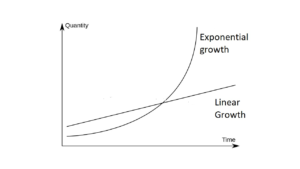 Quantity
Exponential
growth
Linear
Growth
Time